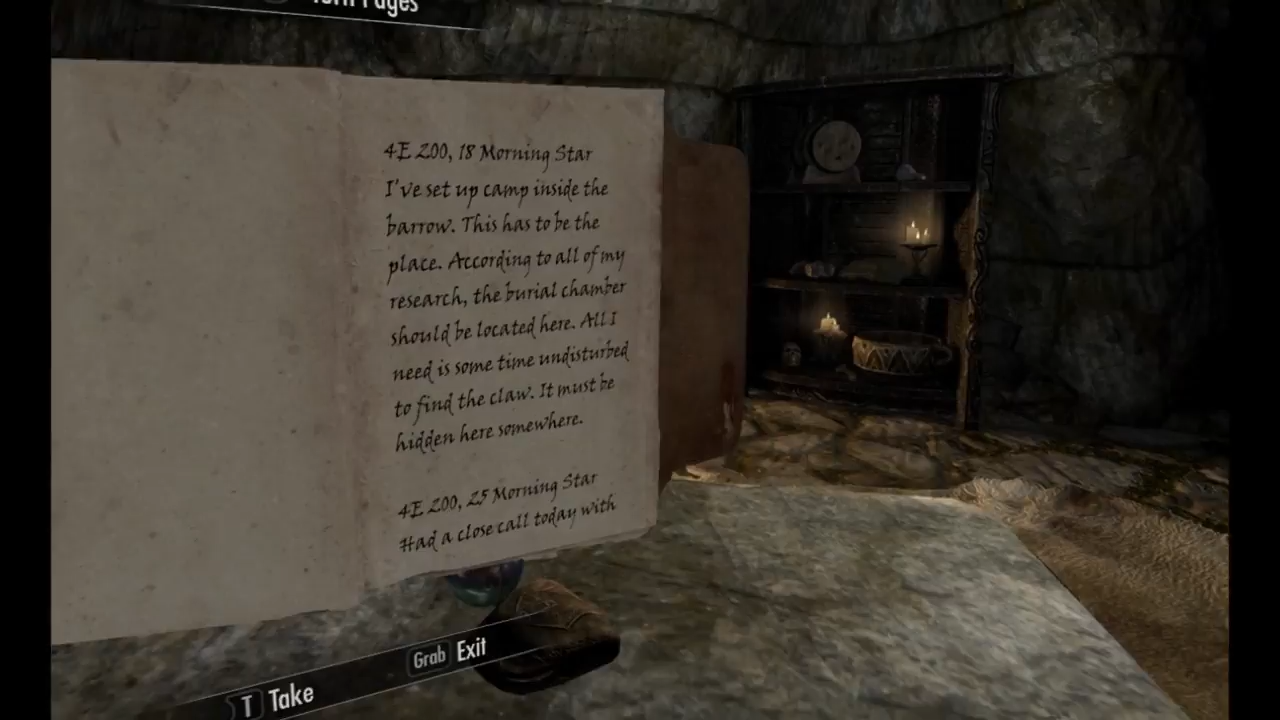 Turn Pages
4E 200, 18 Morning Star
I've set up camp inside the
barrow. This has to be the
place. According to all of my
research, the burial chamber
should be located here. All I
need is some time undisturbed
to find the claw. It must be
hidden here somewhere.
4E 200, 25 Morning Star
Had a close call today with
Grab Exit
T Take